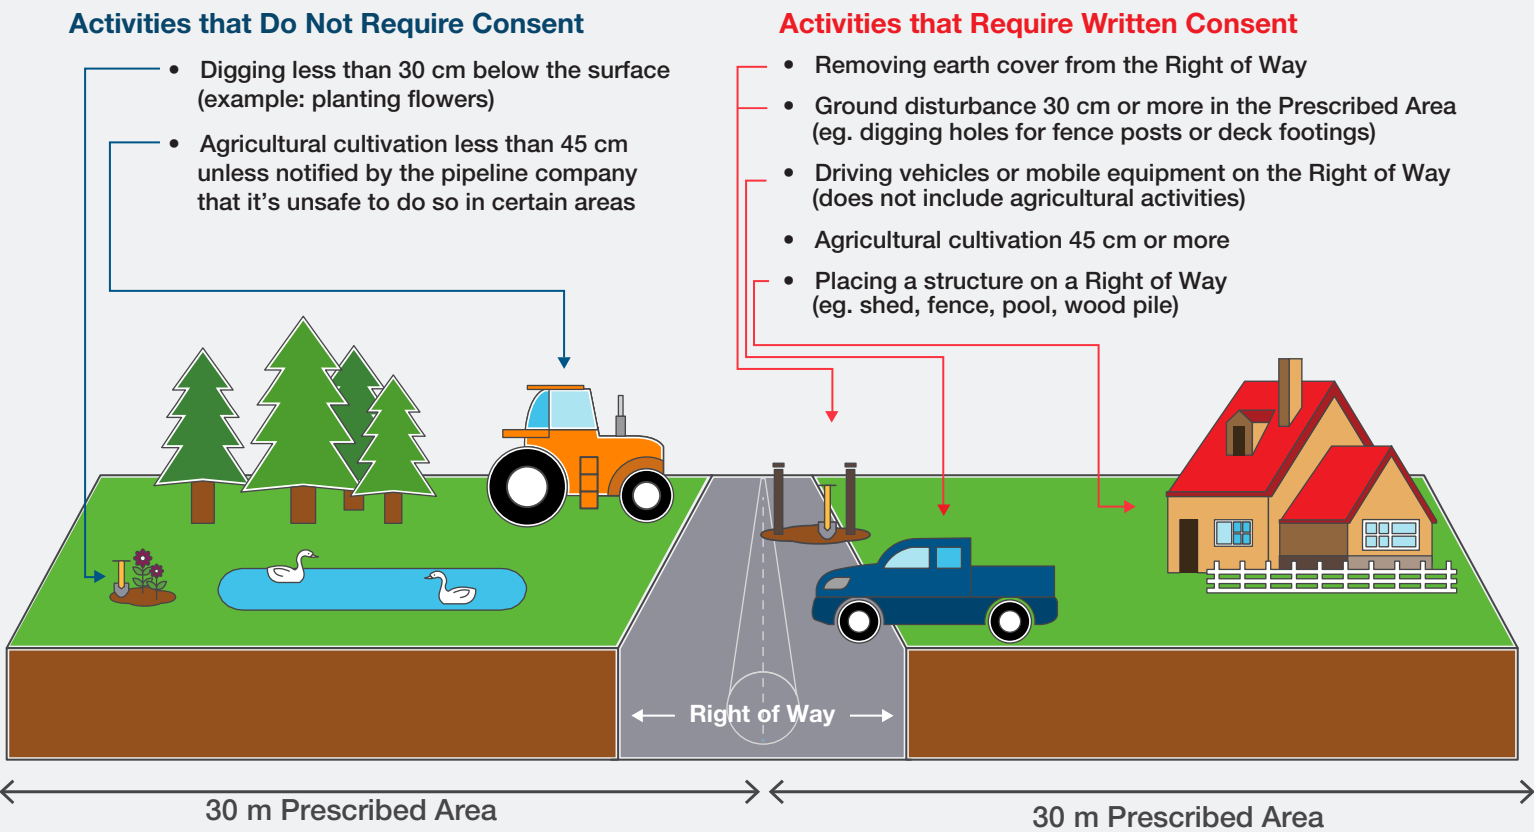 Activities that Do Not Require Consent
• Digging less than 30 cm below the surface
(example: planting flowers)
• Agricultural cultivation less than 45 cm
unless notified by the pipeline company
that it's unsafe to do so in certain areas
Activities that Require Written Consent
• Removing earth cover from the Right of Way
• Ground disturbance 30 cm or more in the Prescribed Area
(eg. digging holes for fence posts or deck footings)
• Driving vehicles or mobile equipment on the Right of Way
(does not include agricultural activities)
• Agricultural cultivation 45 cm or more
• Placing a structure on a Right of Way
(eg. shed, fence, pool, wood pile)
Right of Way
30 m Prescribed Area
30 m Prescribed Area